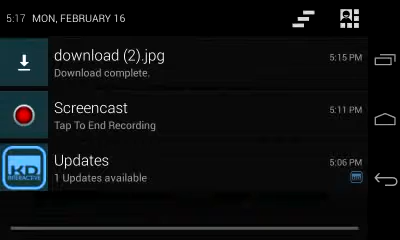 5:17 MON, FEBRUARY 16
download (2).jpg 5:15 PM
Download complete.
Screencast 5:11 PM
Tap To End Recording
KD
INTERACTIVE
Updates 5:06 PM
1 Updates available